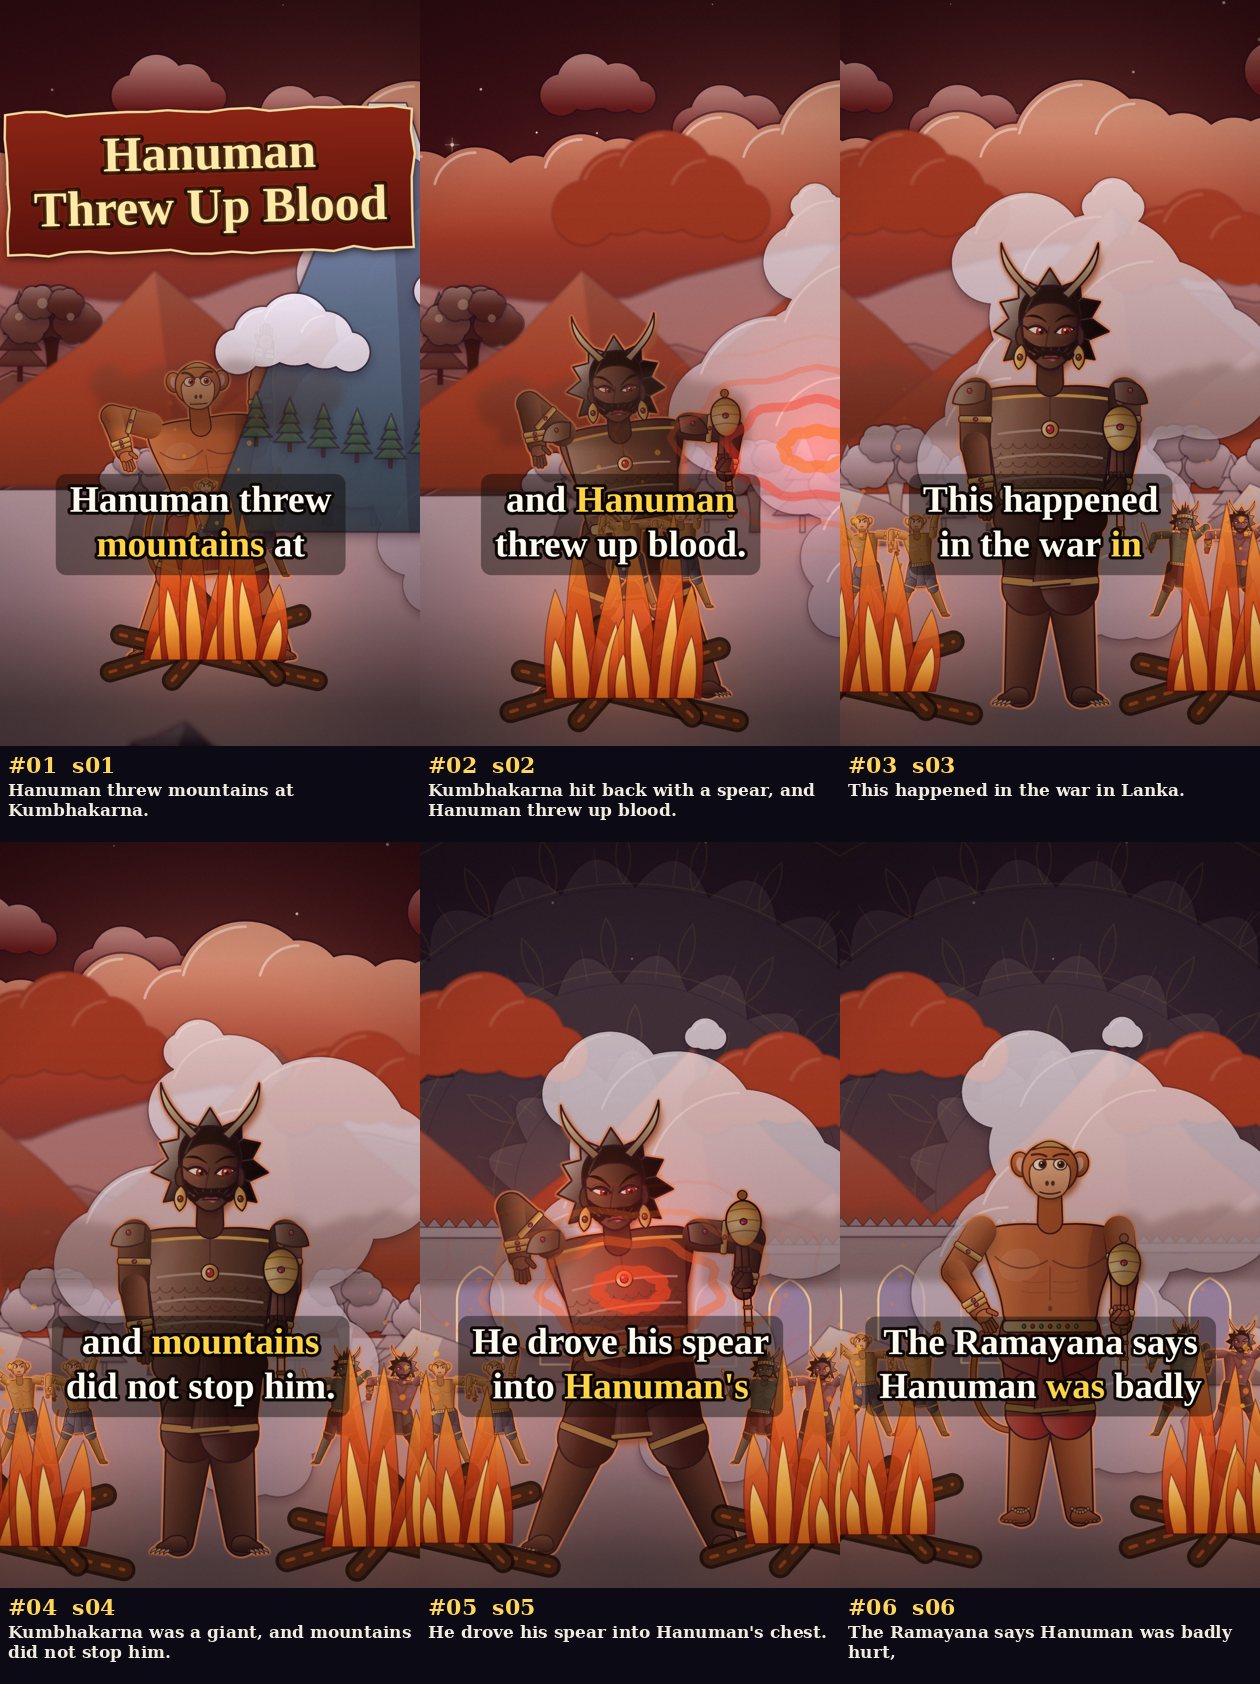 Hanuman
Threw Up Blood
Hanuman threw
mountains at
#01 s01
Hanuman threw mountains at
Kumbhakarna.
and Hanuman
threw up blood.
#02 s02
Kumbhakarna hit back with a spear, and
Hanuman threw up blood.
This happened
in the war in
#03 s03
This happened in the war in Lanka.
and mountains
did not stop him.
#04 s04
Kumbhakarna was a giant, and mountains
did not stop him.
He drove his spear
into Hanuman's
#05 s05
He drove his spear into Hanuman's chest.
The Ramayana says
Hanuman was badly
#06 s06
The Ramayana says Hanuman was badly
hurt,